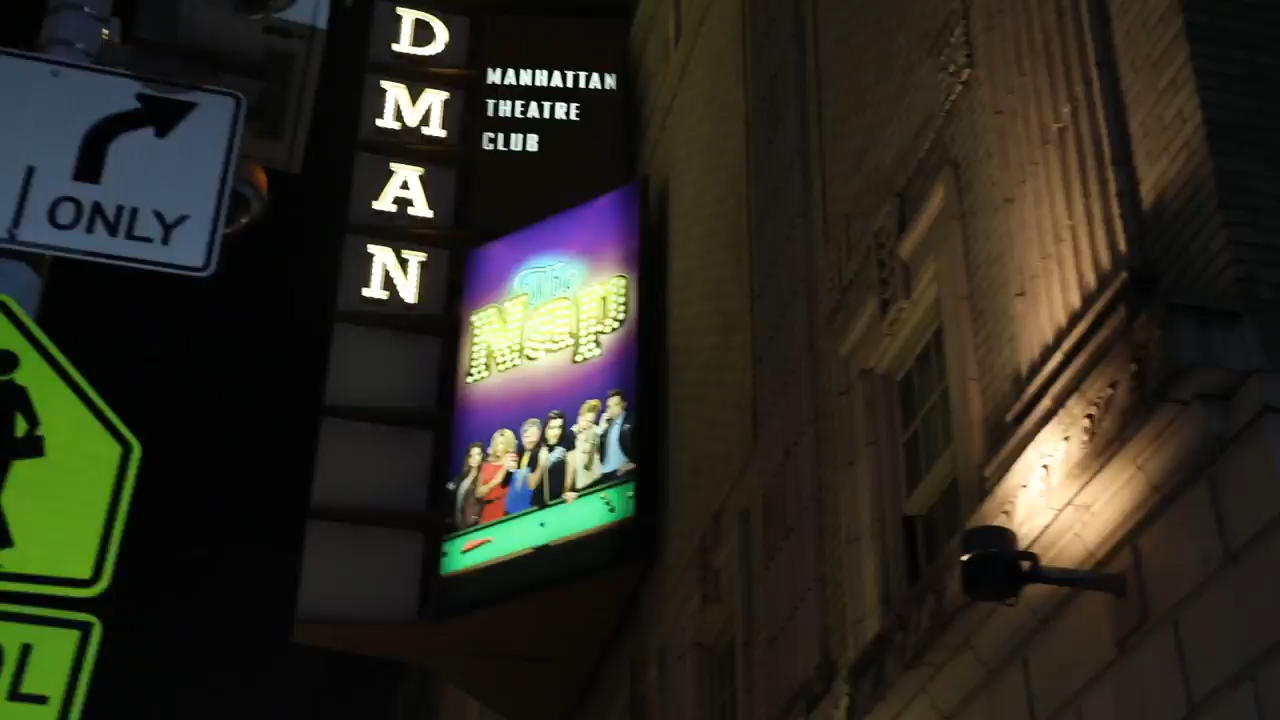 ONLY
D
M
A
N
MANHATTAN
THEATRE
CLUB
The
Nap
OL